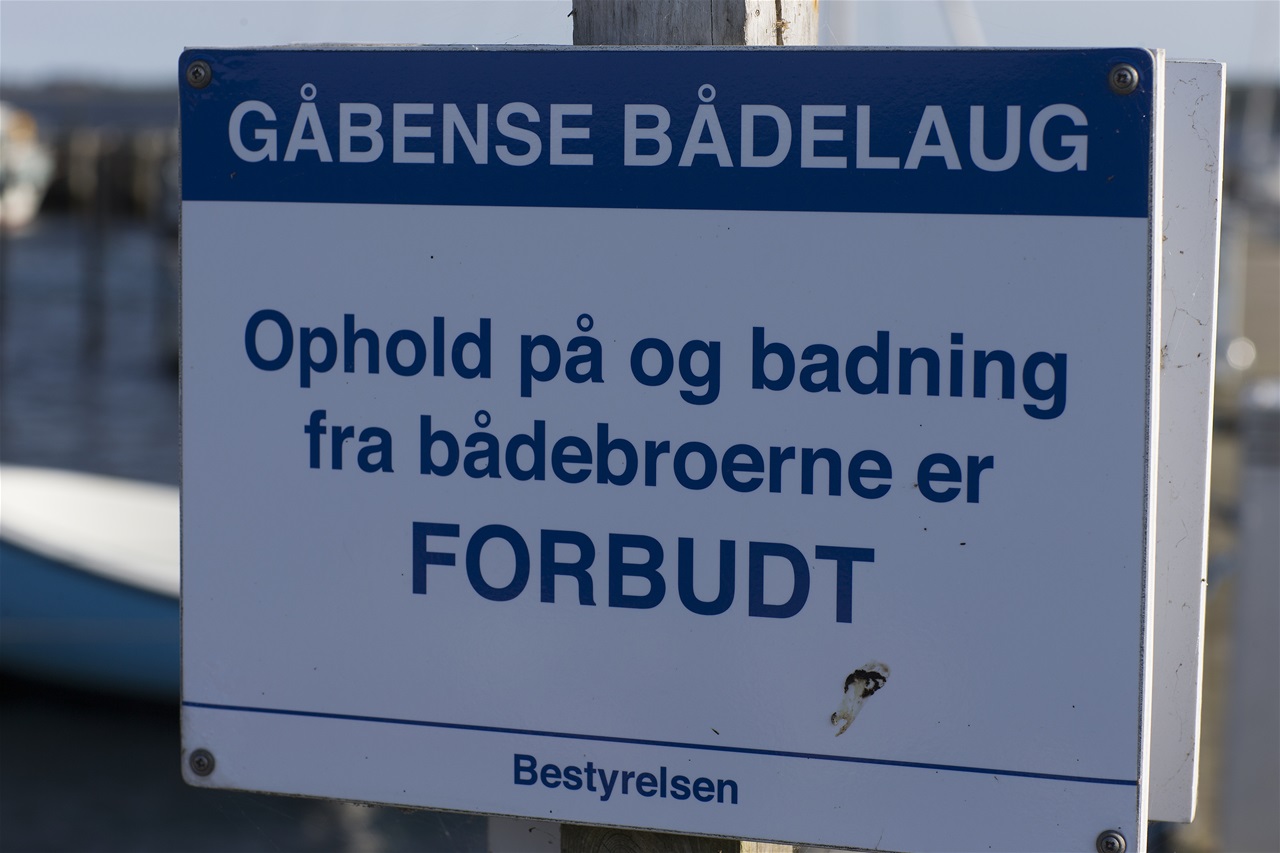 GÅBENSE BÅDELAUG
Ophold på og badning
fra bådebroerne er
FORBUDT
Bestyrelsen